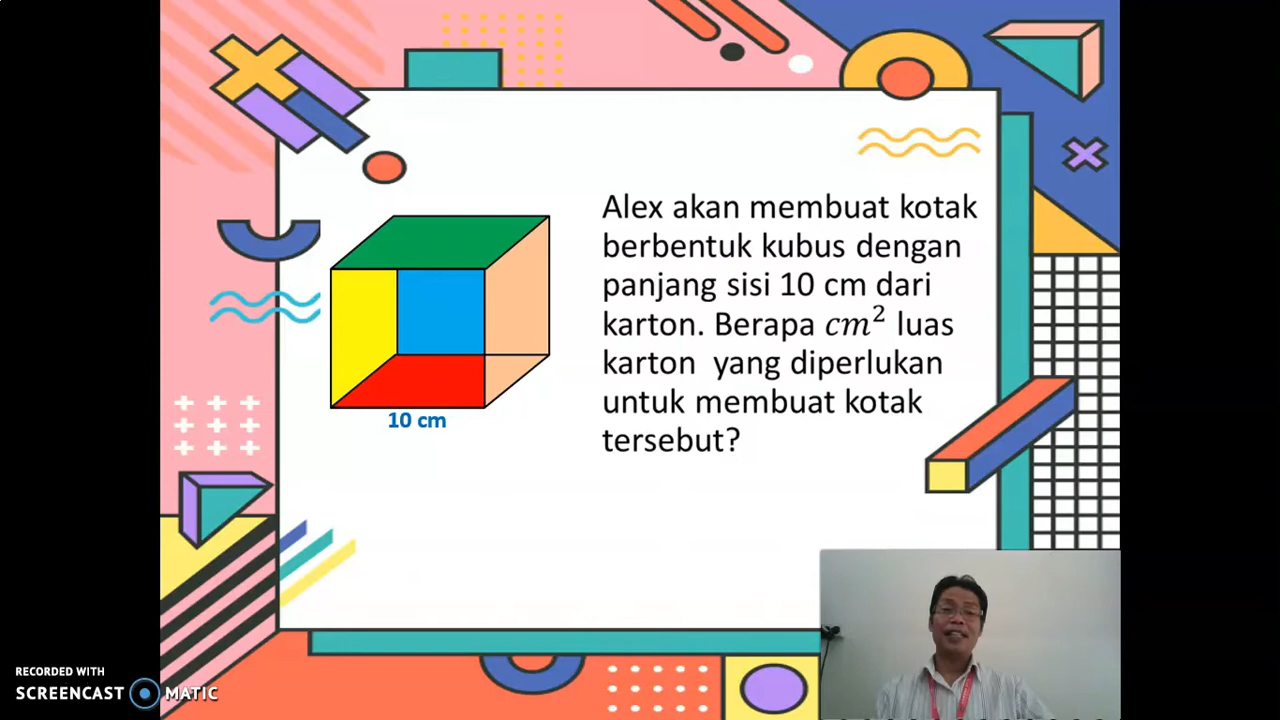 Alex akan membuat kotak
berbentuk kubus dengan
panjang sisi 10 cm dari
karton. Berapa cm² luas
karton yang diperlukan
untuk membuat kotak
tersebut?
10 cm
RECORDED WITH
SCREENCAST MATIC